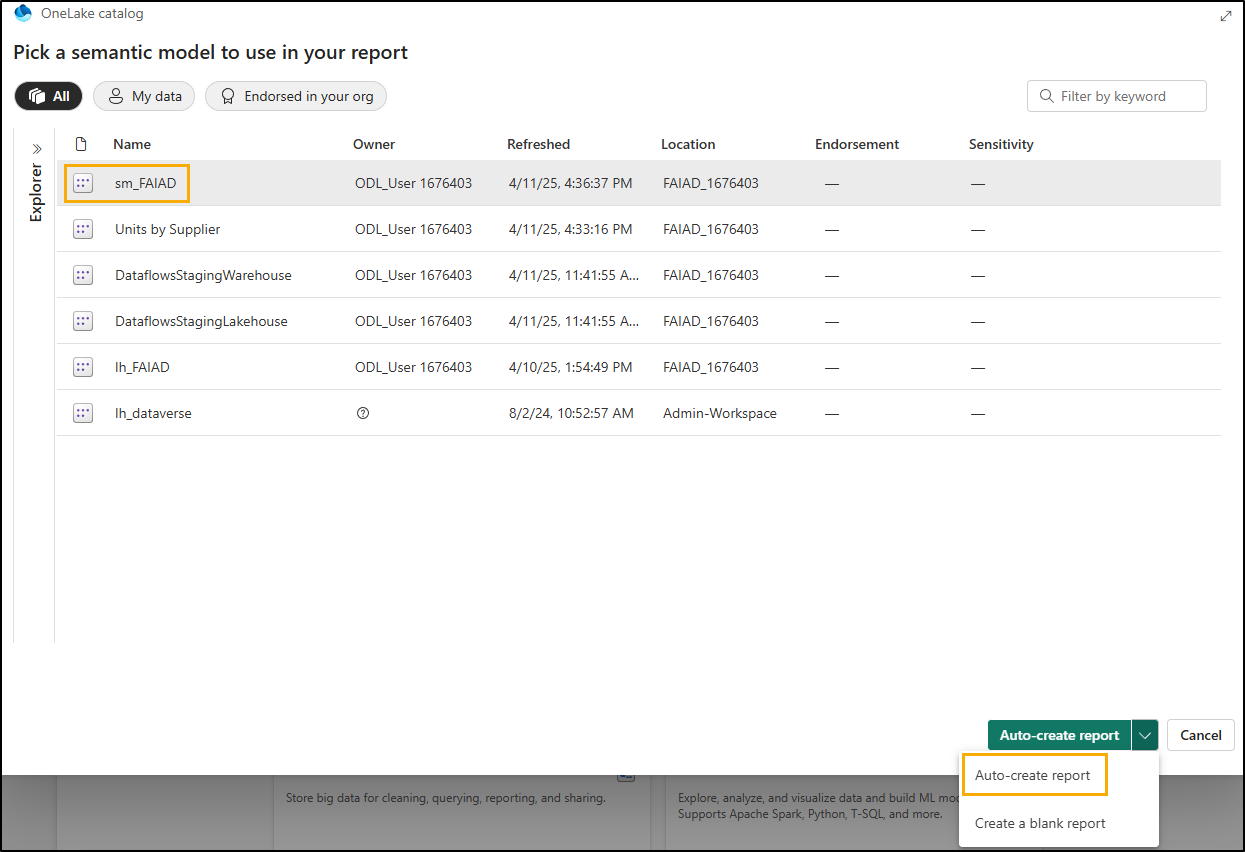 OneLake catalog
Pick a semantic model to use in your report
All My data Endorsed in your org Filter by keyword
Explorer
Name Owner Refreshed Location Endorsement Sensitivity
sm_FAIAD ODL_User 1676403 4/11/25, 4:36:37 PM FAIAD_1676403 — —
Units by Supplier ODL_User 1676403 4/11/25, 4:33:16 PM FAIAD_1676403 — —
DataflowsStagingWarehouse ODL_User 1676403 4/11/25, 11:41:55 A... FAIAD_1676403 — —
DataflowsStagingLakehouse ODL_User 1676403 4/11/25, 11:41:55 A... FAIAD_1676403 — —
lh_FAIAD ODL_User 1676403 4/10/25, 1:54:49 PM FAIAD_1676403 — —
lh_dataverse 8/2/24, 10:52:57 AM Admin-Workspace — —
Auto-create report Cancel
Auto-create report
Create a blank report
Store big data for cleaning, querying, reporting, and sharing.
Explore, analyze, and visualize data and build ML
Supports Apache Spark, Python, T-SQL, and more.